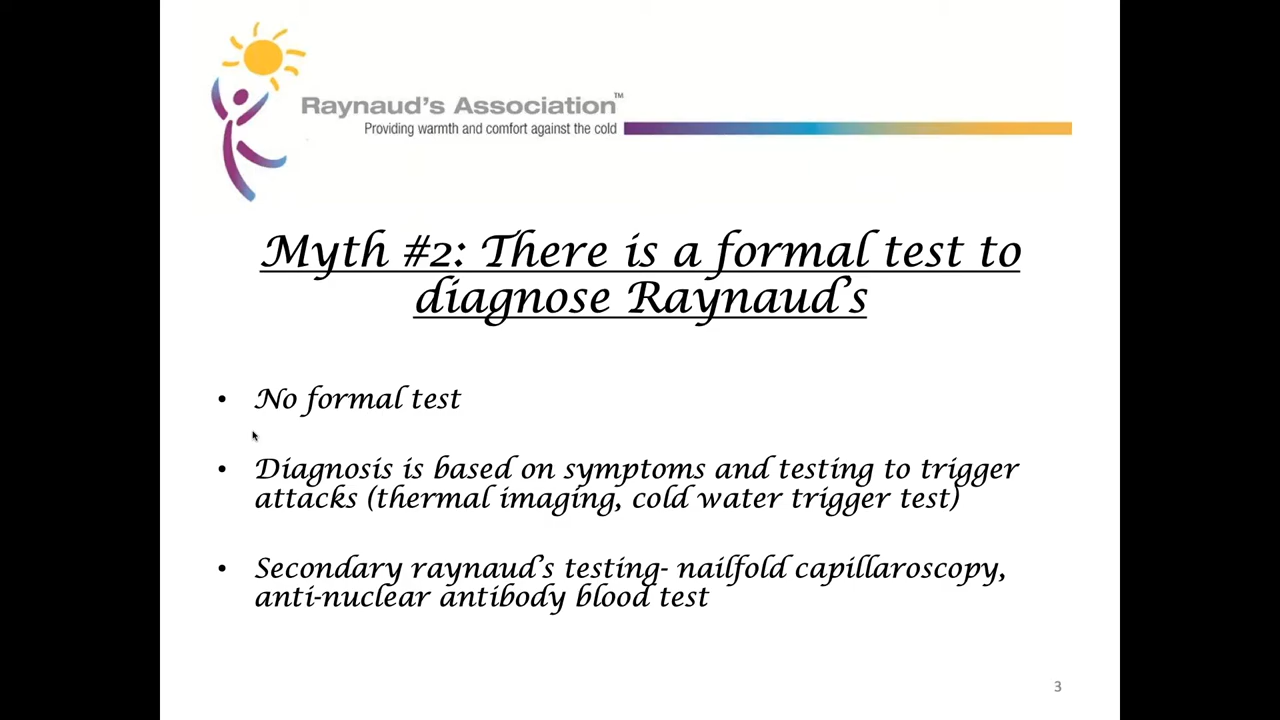 Raynaud's Association™
Providing warmth and comfort against the cold
Myth #2: There is a formal test to
diagnose Raynaud's
• No formal test
• Diagnosis is based on symptoms and testing to trigger
attacks (thermal imaging, cold water trigger test)
• Secondary raynaud's testing- nailfold capillaroscopy,
anti-nuclear antibody blood test
3